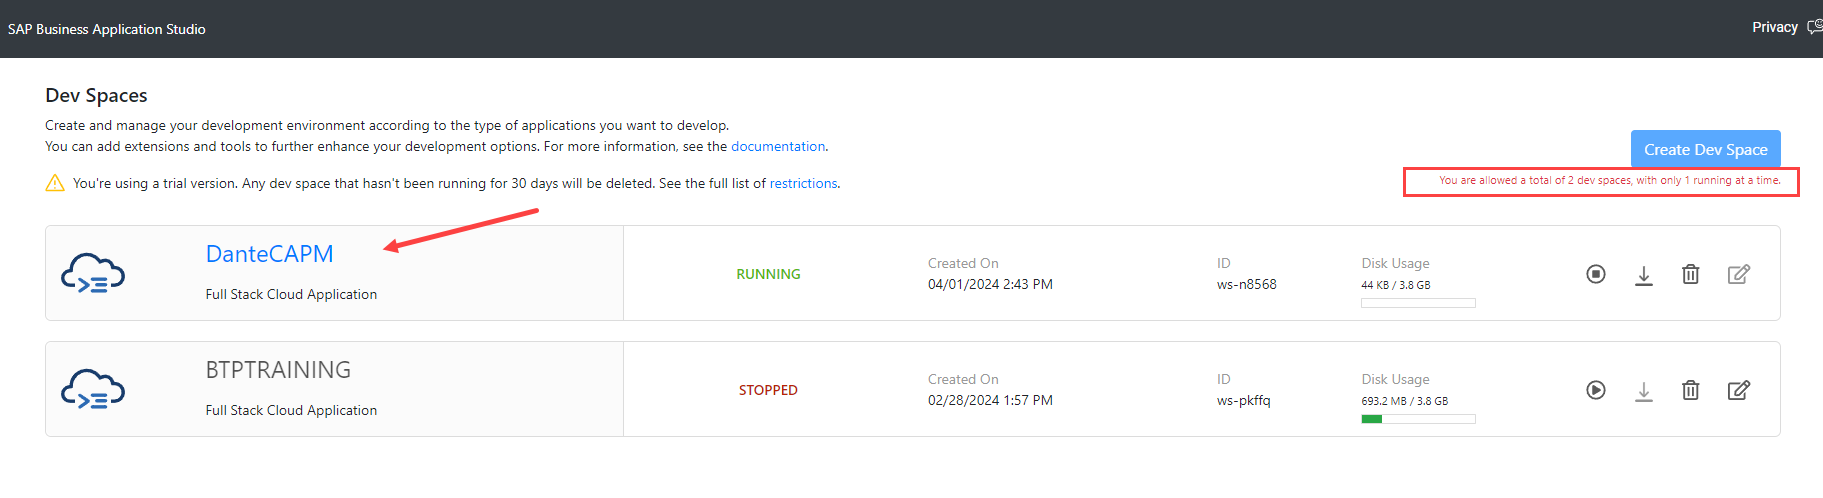 SAP Business Application Studio
Privacy
Dev Spaces
Create and manage your development environment according to the type of applications you want to develop.
You can add extensions and tools to further enhance your development options. For more information, see the documentation.
Create Dev Space
You're using a trial version. Any dev space that hasn't been running for 30 days will be deleted. See the full list of restrictions.
You are allowed a total of 2 dev spaces, with only 1 running at a time.
DanteCAPM
Full Stack Cloud Application
RUNNING
Created On
04/01/2024 2:43 PM
ID
ws-n8568
Disk Usage
44 KB / 3.8 GB
BTPTRAINING
Full Stack Cloud Application
STOPPED
Created On
02/28/2024 1:57 PM
ID
ws-pkffq
Disk Usage
693.2 MB / 3.8 GB